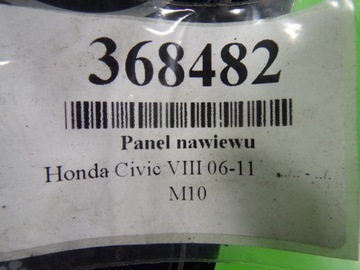 368482
Panel nawiewu
Honda Civic VIII 06-11
M10